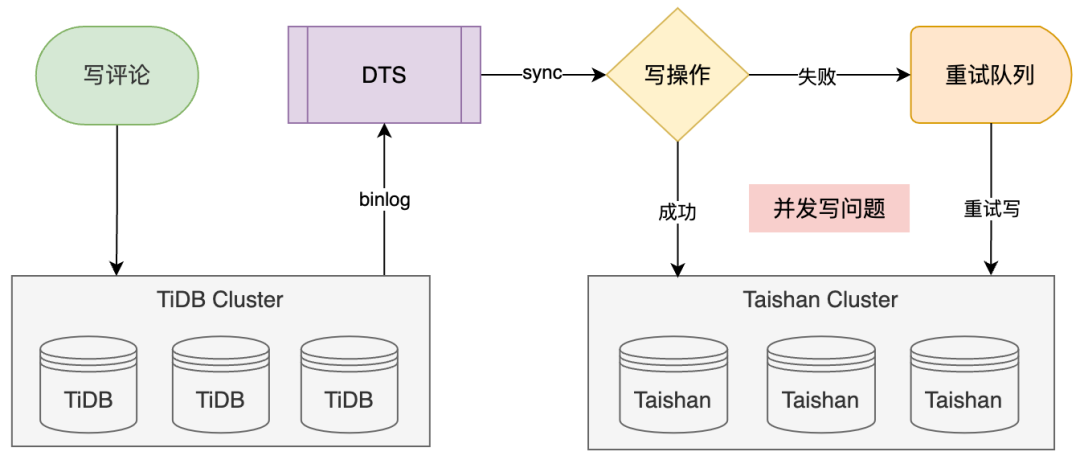 写评论
DTS
sync
写操作
失败
重试队列
binlog
成功
并发写问题
重试写
TiDB Cluster
TiDB
TiDB
TiDB
Taishan Cluster
Taishan
Taishan
Taishan